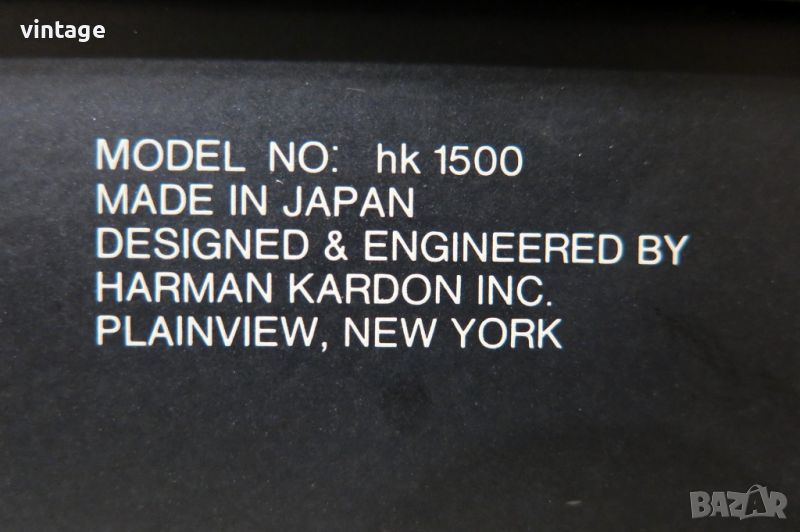 vintage
MODEL NO: hk 1500
MADE IN JAPAN
DESIGNED & ENGINEERED BY
HARMAN KARDON INC.
PLAINVIEW, NEW YORK
BAZAR